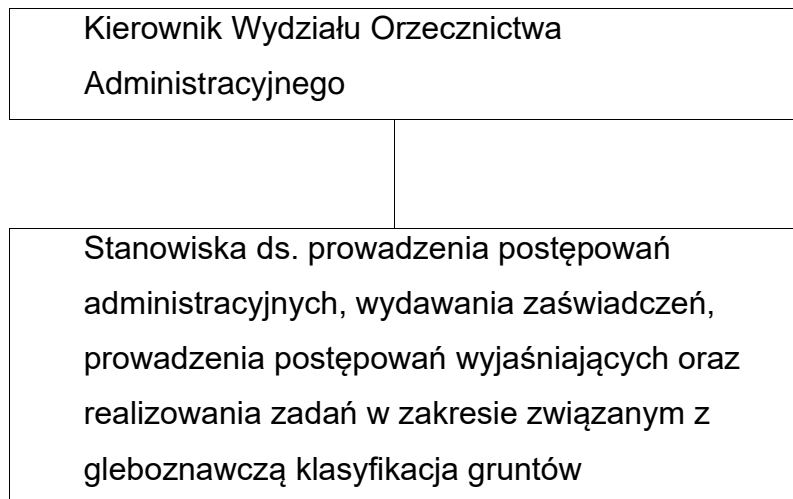 Kierownik Wydziału Orzecznictwa
Administracyjnego
Stanowiska ds. prowadzenia postępowań
administracyjnych, wydawania zaświadczeń,
prowadzenia postępowań wyjaśniających oraz
realizowania zadań w zakresie związanym z
gleboznawczą klasyfikacja gruntów